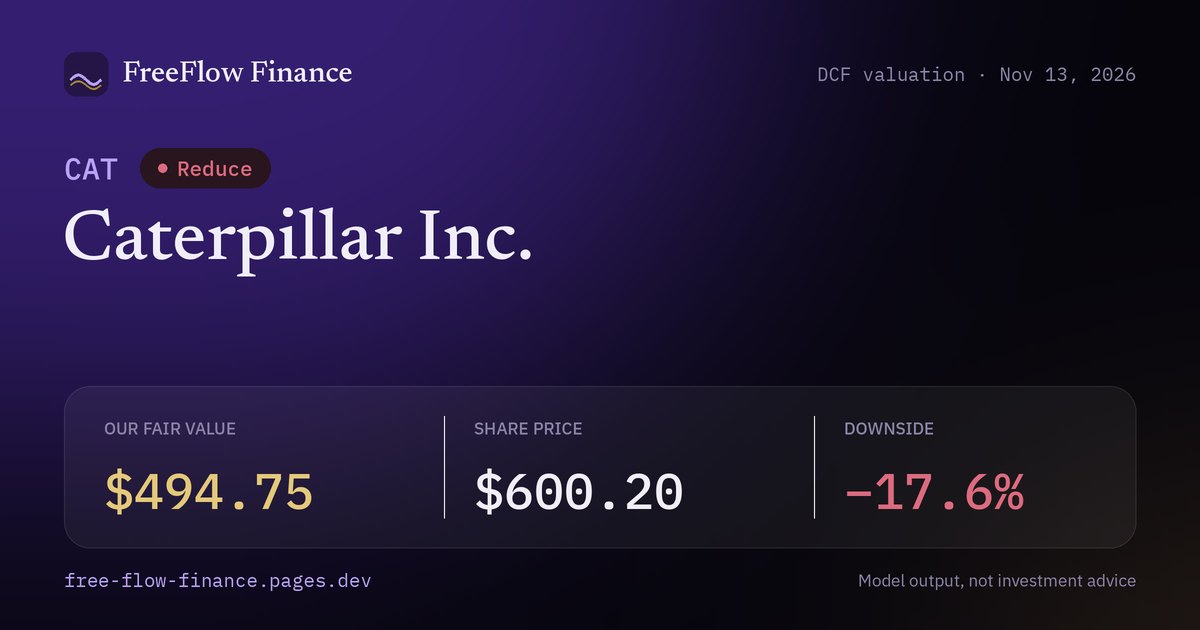 FreeFlow Finance
DCF valuation · Nov 13, 2026
CAT
Reduce
Caterpillar Inc.
OUR FAIR VALUE
$494.75
SHARE PRICE
$600.20
DOWNSIDE
−17.6%
free-flow-finance.pages.dev
Model output, not investment advice